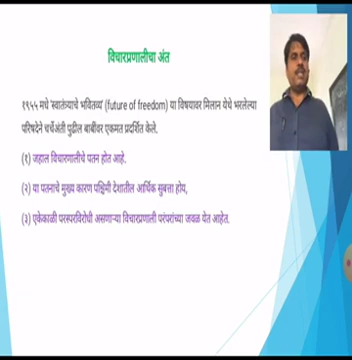 विचारप्रणालीचा अंत
१९५५ मधे 'स्वातंत्र्याचे भवितव्य' (future of freedom) या विषयावर मिलान येथे भरलेल्या
परिषदेने चर्चेअंती पुढील बाबींवर एकमत प्रदर्शित केले.
(१) जहाल विचारणालीचे पतन होत आहे.
(२) या पतनाचे मुख्य कारण पश्चिमी देशातील आर्थिक सुबत्ता होय,
(३) एकेकाळी परस्परविरोधी असणाऱ्या विचारप्रणाली परंपरांच्या जवळ येत आहेत.